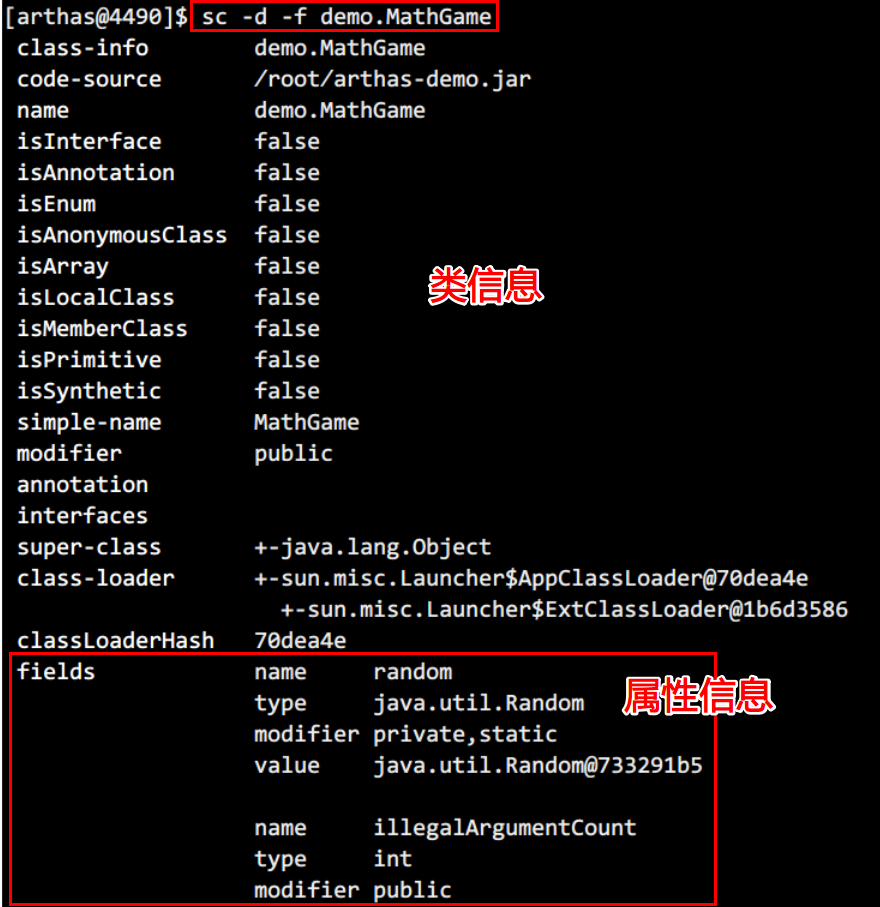 [arthas@4490]$ sc -d -f demo.MathGame
class-info demo.MathGame
code-source /root/arthas-demo.jar
name demo.MathGame
isInterface false
isAnnotation false
isEnum false
isAnonymousClass false
isArray false
类信息
isLocalClass false
isMemberClass false
isPrimitive false
isSynthetic false
simple-name MathGame
modifier public
annotation
interfaces
super-class +-java.lang.Object
class-loader +-sun.misc.Launcher$AppClassLoader@70dea4e
+-sun.misc.Launcher$ExtClassLoader@1b6d3586
classLoaderHash 70dea4e
fields name random
属性信息
type java.util.Random
modifier private,static
value java.util.Random@733291b5
name illegalArgumentCount
type int
modifier public